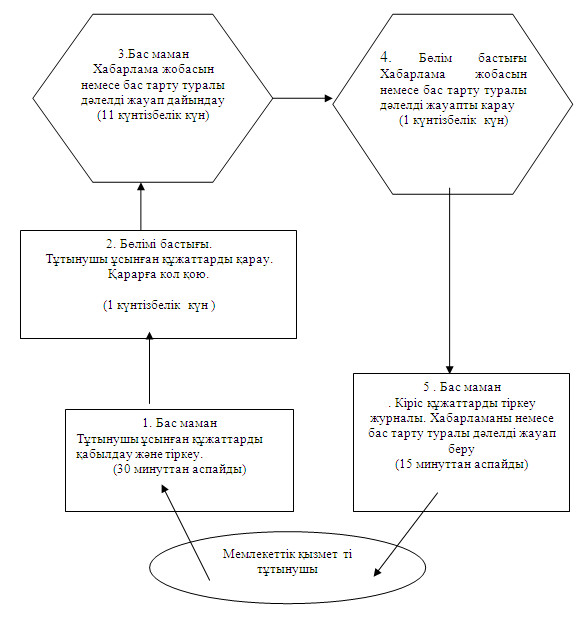 3.Бас маман
Хабарлама жобасын
немесе бас тарту туралы
дәлелді жауап дайындау
(11 күнтізбелік күн)
4. Бөлім бастығы
Хабарлама жобасын
немесе бас тарту туралы
дәлелді жауапты қарау
(1 күнтізбелік күн)
2. Бөлімі бастығы.
Тұтынушы ұсынған құжаттарды қарау.
Қарарға кол қою.
(1 күнтізбелік күн )
1. Бас маман
Тұтынушы ұсынған құжаттарды
қабылдау және тіркеу.
(30 минуттан аспайды)
5 . Бас маман
. Кіріс құжаттарды тіркеу
журналы. Хабарламаны немесе
бас тарту туралы дәлелді жауап
беру
(15 минуттан аспайды)
Мемлекеттік қызмет ті
тұтынушы